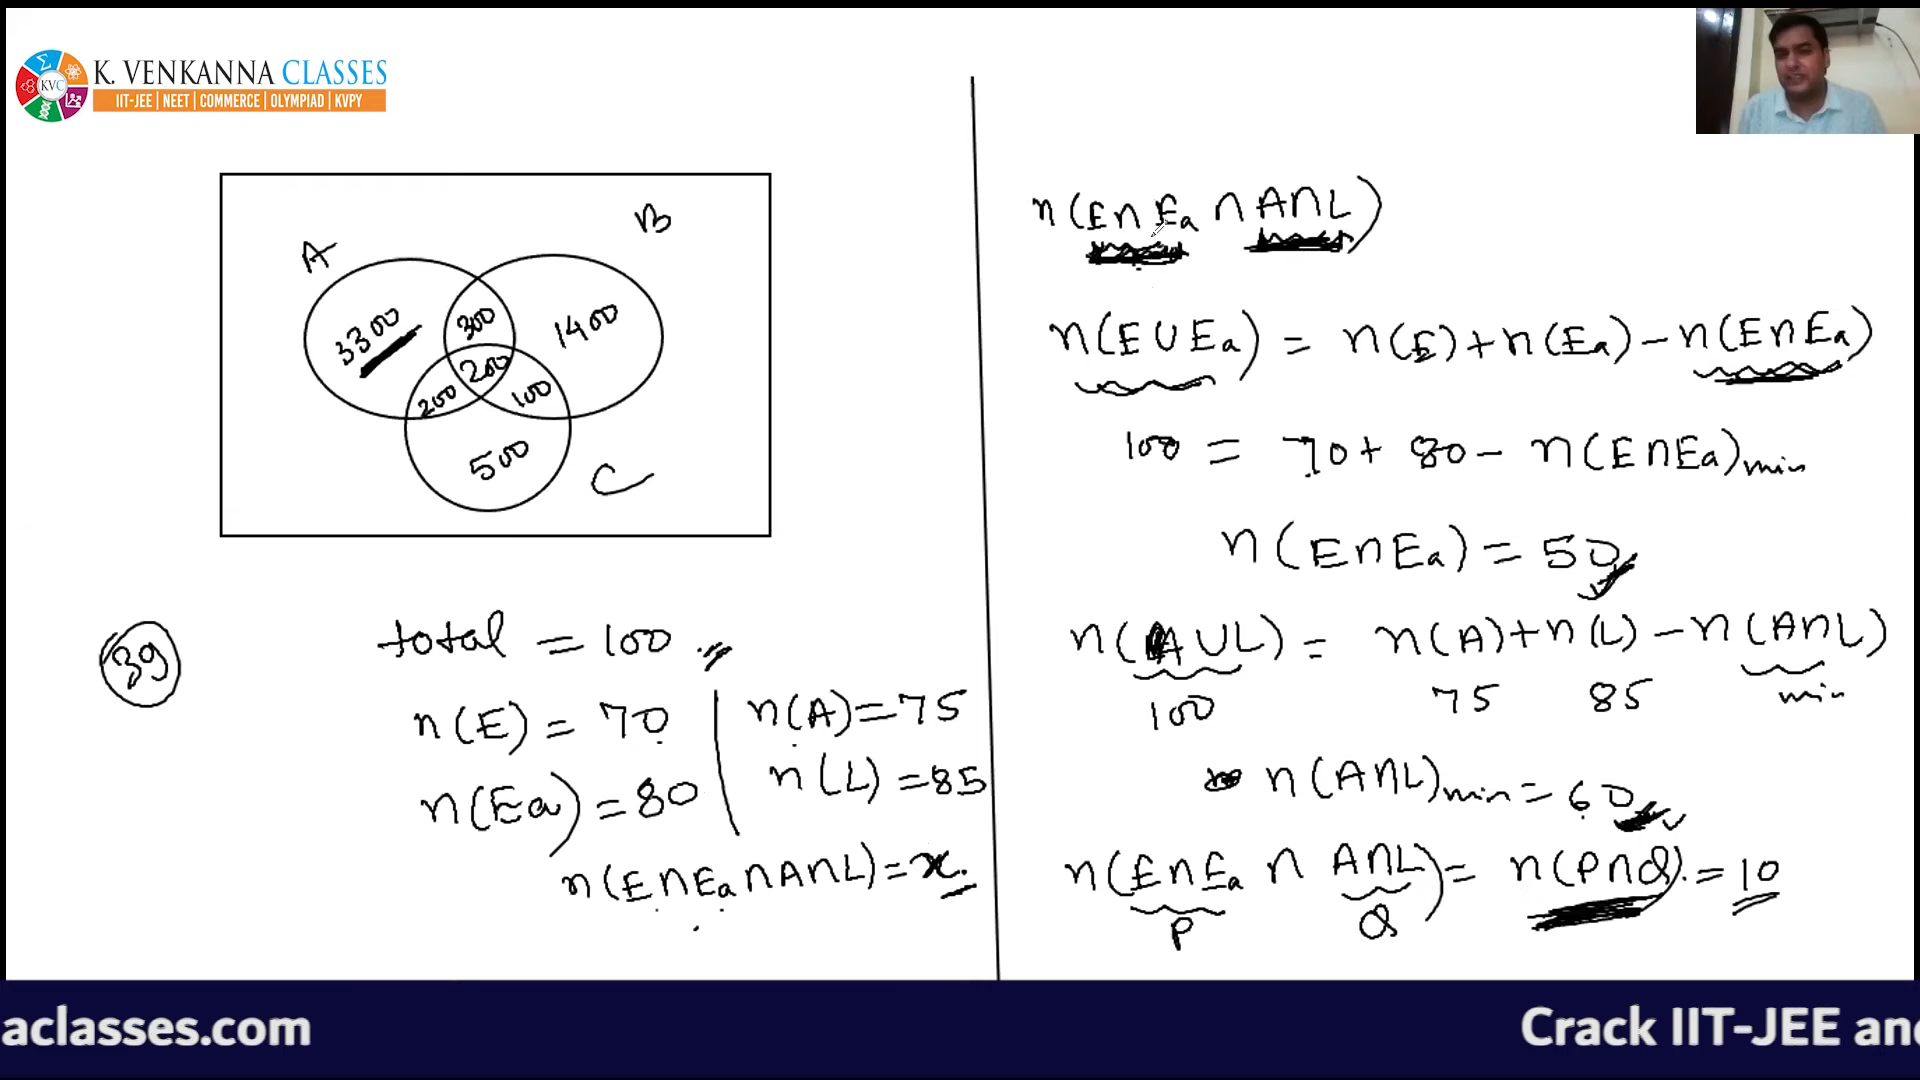 K. VENKANNA CLASSES
IIT-JEE | NEET | COMMERCE | OLYMPIAD | KVPY
KVC
A
B
3300
300
1400
200
200
100
500
C
39
total = 100
n(E) = 70
n(Ea) = 80
n(A) = 75
n(L) = 85
n(E∩Ea∩A∩L) = x
n(E∩Ea ∩ A∩L)
n(E∪Ea) = n(E)+n(Ea)-n(E∩Ea)
100 = 70+ 80- n(E∩Ea)min
n(E∩Ea) = 50
n(A∪L) = n(A)+n(L)-n(A∩L)
100 75 85 min
n(A∩L)min = 60
n(E∩Ea ∩ A∩L) = n(P∩Q). = 10
P Q
aclasses.com
Crack IIT-JEE an